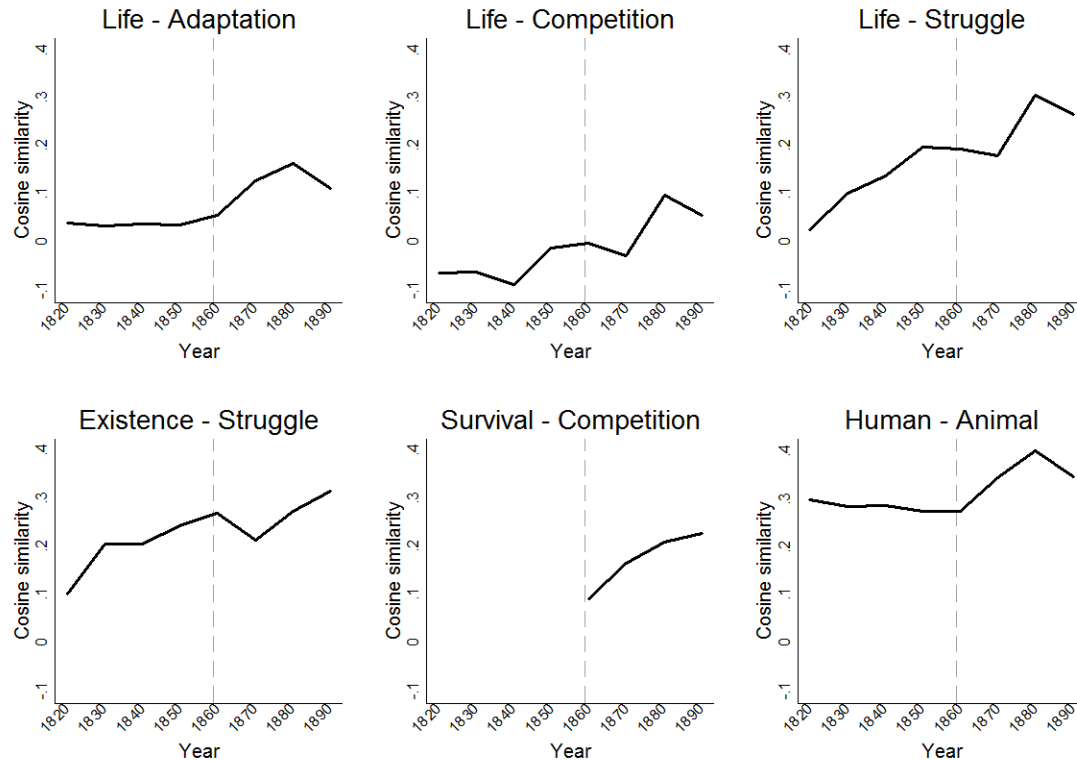 Life - Adaptation
Cosine similarity
.4
.3
.2
.1
0
-.1
1820 1830 1840 1850 1860 1870 1880 1890
Year
Life - Competition
Cosine similarity
.4
.3
.2
.1
0
-.1
1820 1830 1840 1850 1860 1870 1880 1890
Year
Life - Struggle
Cosine similarity
.4
.3
.2
.1
0
-.1
1820 1830 1840 1850 1860 1870 1880 1890
Year
Existence - Struggle
Cosine similarity
.4
.3
.2
.1
0
-.1
1820 1830 1840 1850 1860 1870 1880 1890
Year
Survival - Competition
Cosine similarity
.4
.3
.2
.1
0
-.1
1820 1830 1840 1850 1860 1870 1880 1890
Year
Human - Animal
Cosine similarity
.4
.3
.2
.1
0
-.1
1820 1830 1840 1850 1860 1870 1880 1890
Year